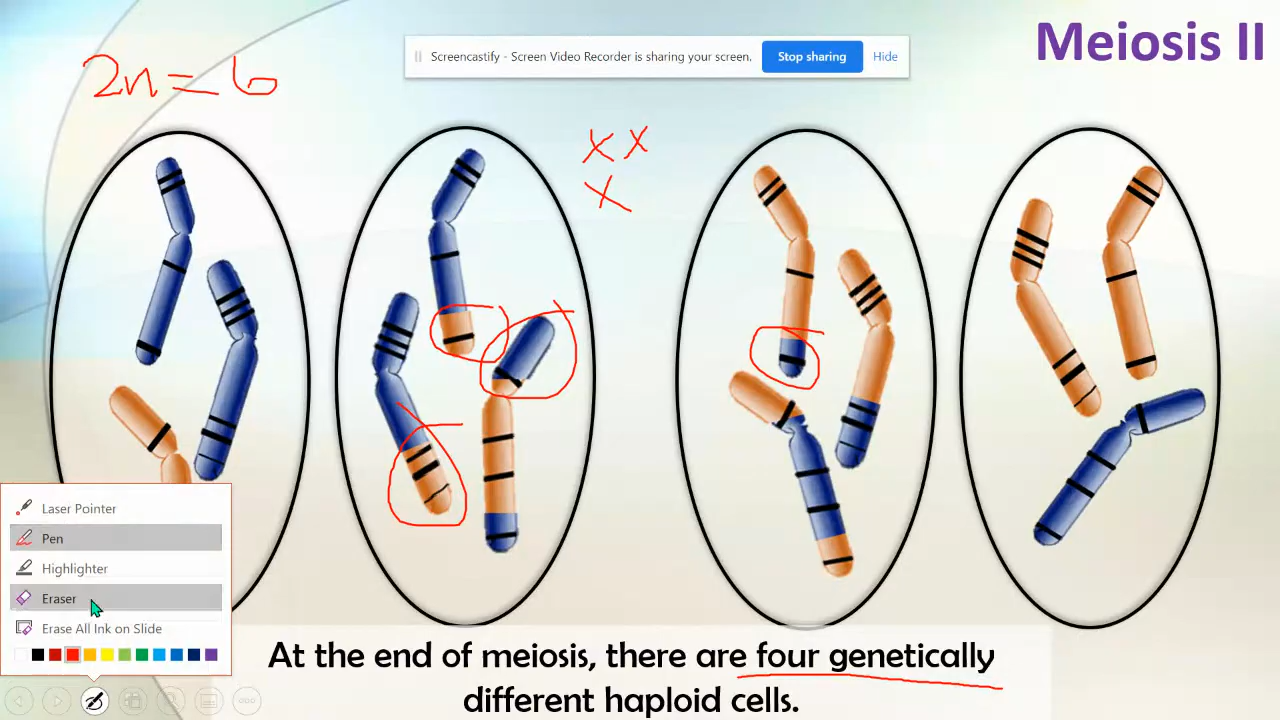 Meiosis II
Screencastify - Screen Video Recorder is sharing your screen.
Stop sharing
Hide
2n = 6
x x
x
Laser Pointer
Pen
Highlighter
Eraser
Erase All Ink on Slide
At the end of meiosis, there are four genetically
different haploid cells.